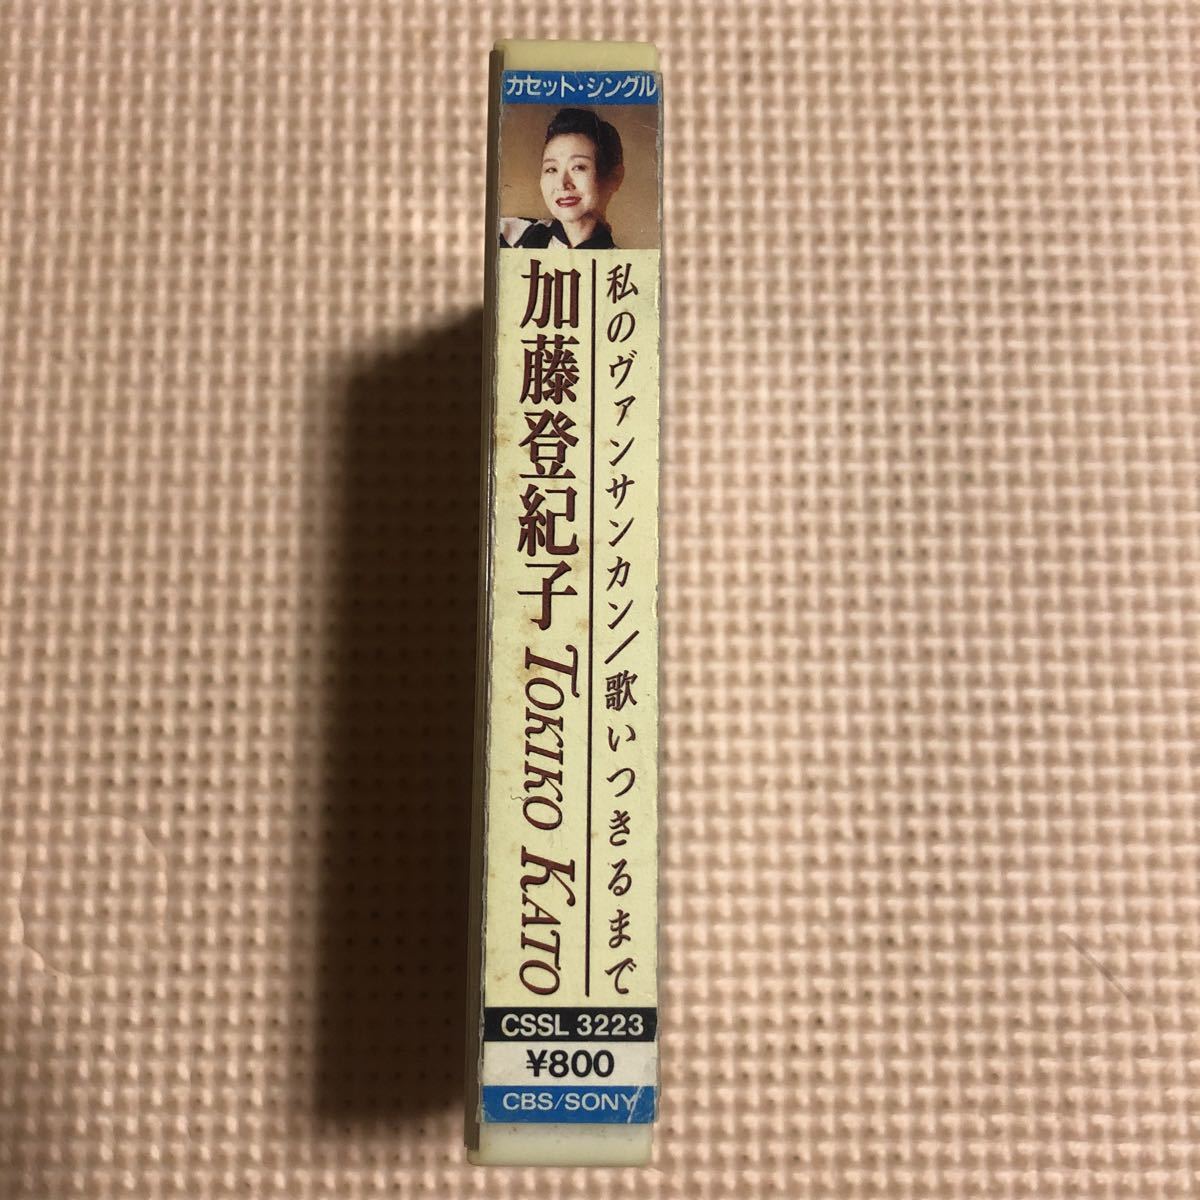 カセット・シングル
私のヴァンサンカン/歌いつきるまで
加藤登紀子 TOKIKO KATO
CSSL 3223
¥800
CBS/SONY